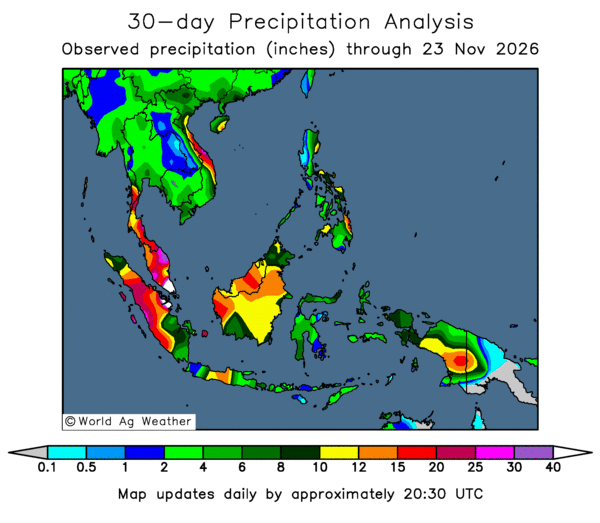 30-day Precipitation Analysis
Observed precipitation (inches) through 23 Nov 2026
©World Ag Weather
0.1 0.5 1 2 4 6 8 10 12 15 20 25 30 40
Map updates daily by approximately 20:30 UTC